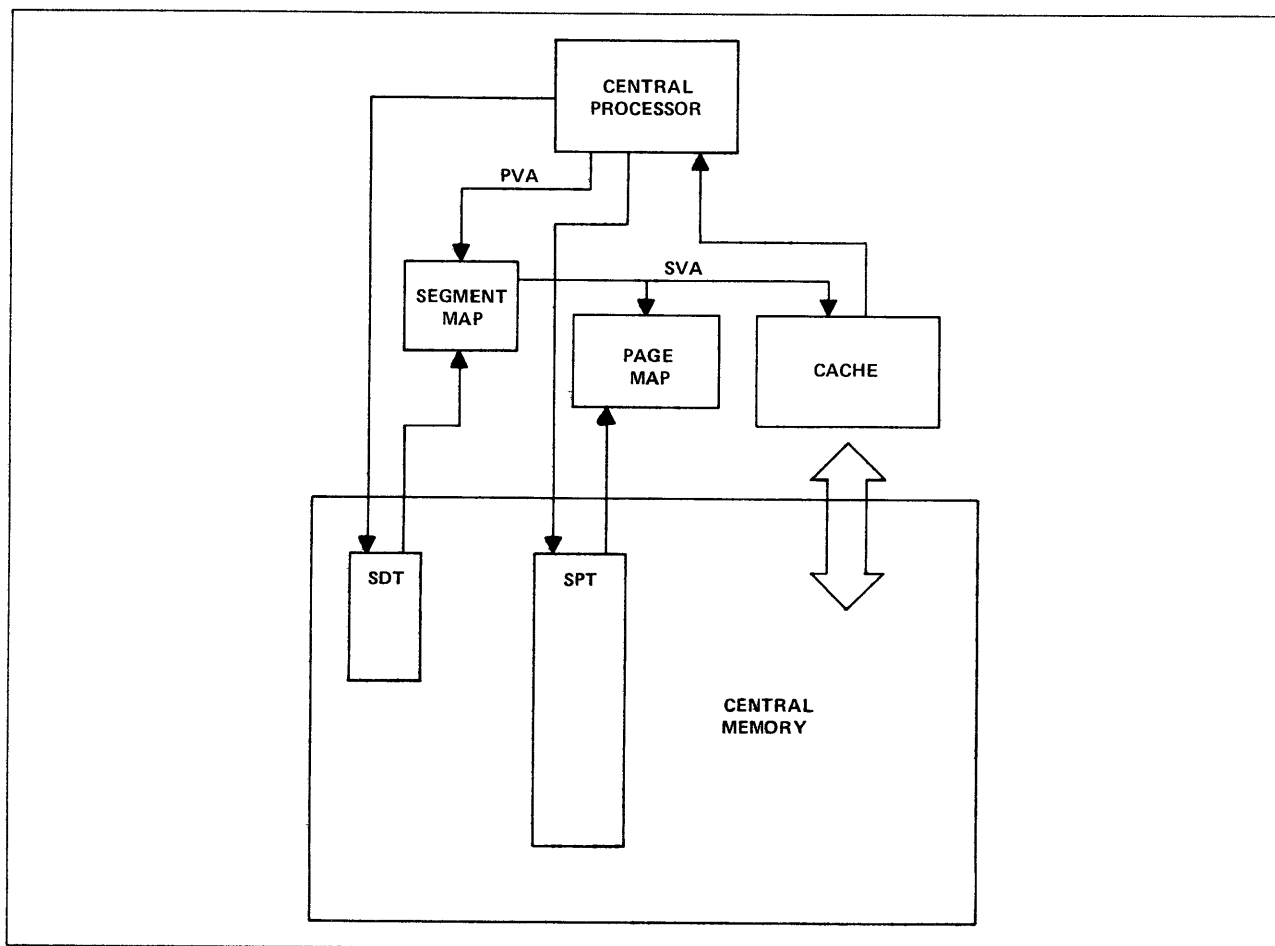 CENTRAL
PROCESSOR
PVA
SVA
SEGMENT
MAP
PAGE
MAP
CACHE
SDT
SPT
CENTRAL
MEMORY